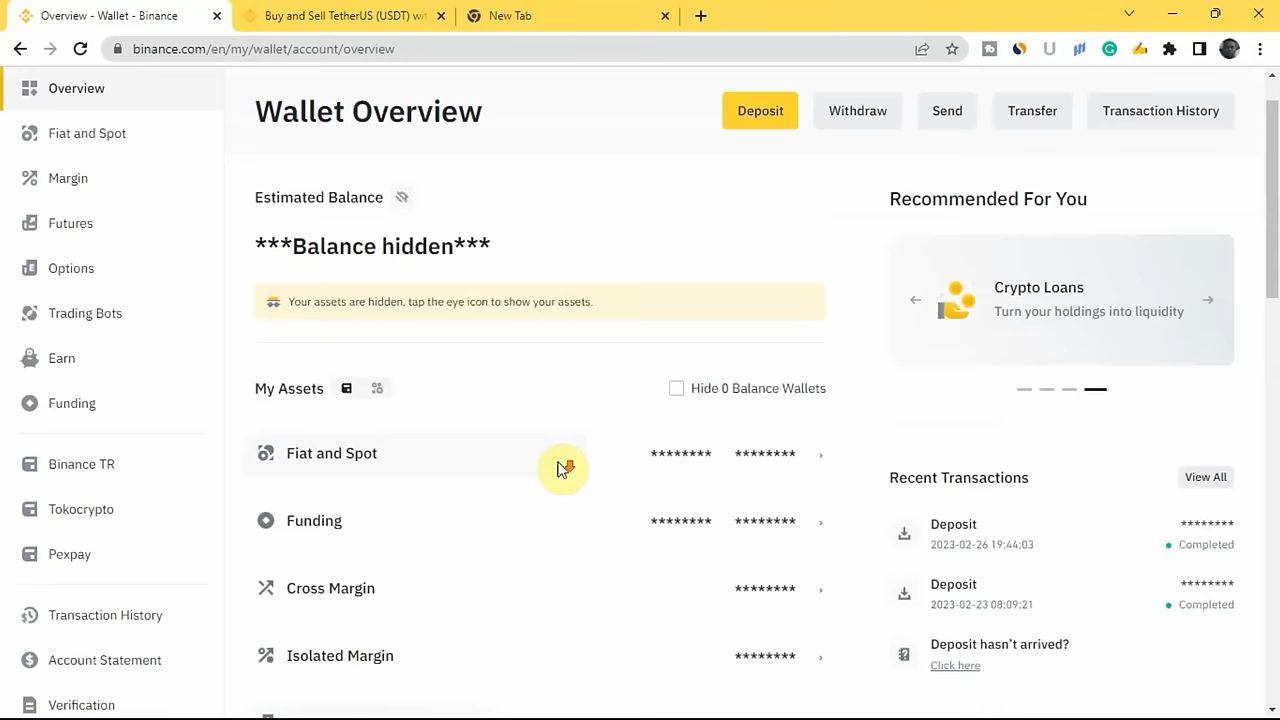 Overview - Wallet - Binance
Buy and Sell TetherUS (USDT) wit
New Tab
binance.com/en/my/wallet/account/overview
Overview
Fiat and Spot
Margin
Futures
Options
Trading Bots
Earn
Funding
Binance TR
Tokocrypto
Pexpay
Transaction History
Account Statement
Verification
Wallet Overview
Deposit
Withdraw
Send
Transfer
Transaction History
Estimated Balance
***Balance hidden***
Your assets are hidden, tap the eye icon to show your assets.
My Assets
Hide 0 Balance Wallets
Fiat and Spot ******** ********
Funding ******** ********
Cross Margin ********
Isolated Margin ********
Recommended For You
Crypto Loans
Turn your holdings into liquidity
Recent Transactions
View All
Deposit ********
2023-02-26 19:44:03 Completed
Deposit ********
2023-02-23 08:09:21 Completed
Deposit hasn't arrived?
Click here